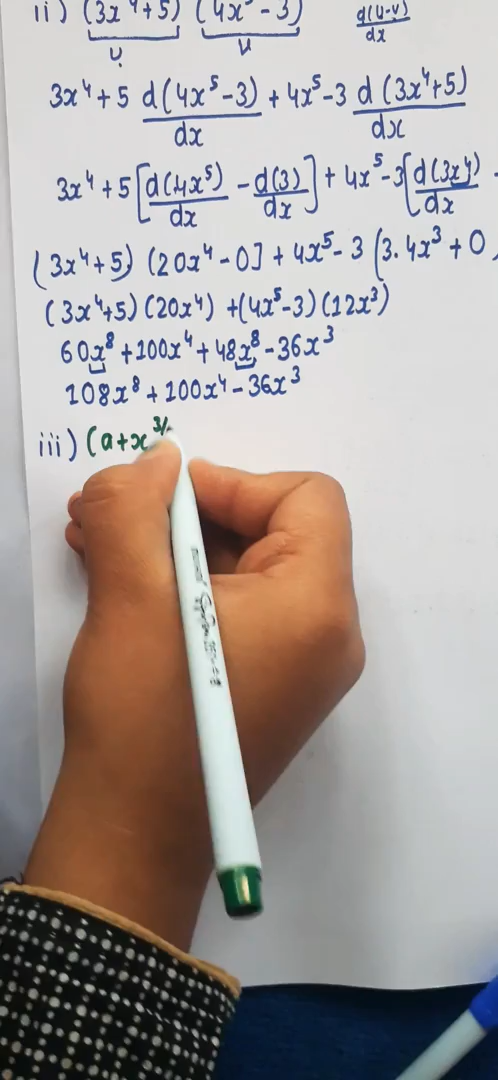 ii) (3x⁴+5) (4x⁵-3) d(u-v)/dx
U u
3x⁴+5 d(4x⁵-3)/dx + 4x⁵-3 d(3x⁴+5)/dx
3x⁴+5[d(4x⁵)/dx - d(3)/dx] + 4x⁵-3[d(3x⁴)/dx -
(3x⁴+5) (20x⁴-0] + 4x⁵-3 (3.4x³+0)
(3x⁴+5)(20x⁴) +(4x⁵-3)(12x³)
60x⁸+100x⁴+48x⁸-36x³
108x⁸+100x⁴-36x³
iii) (a+x³/